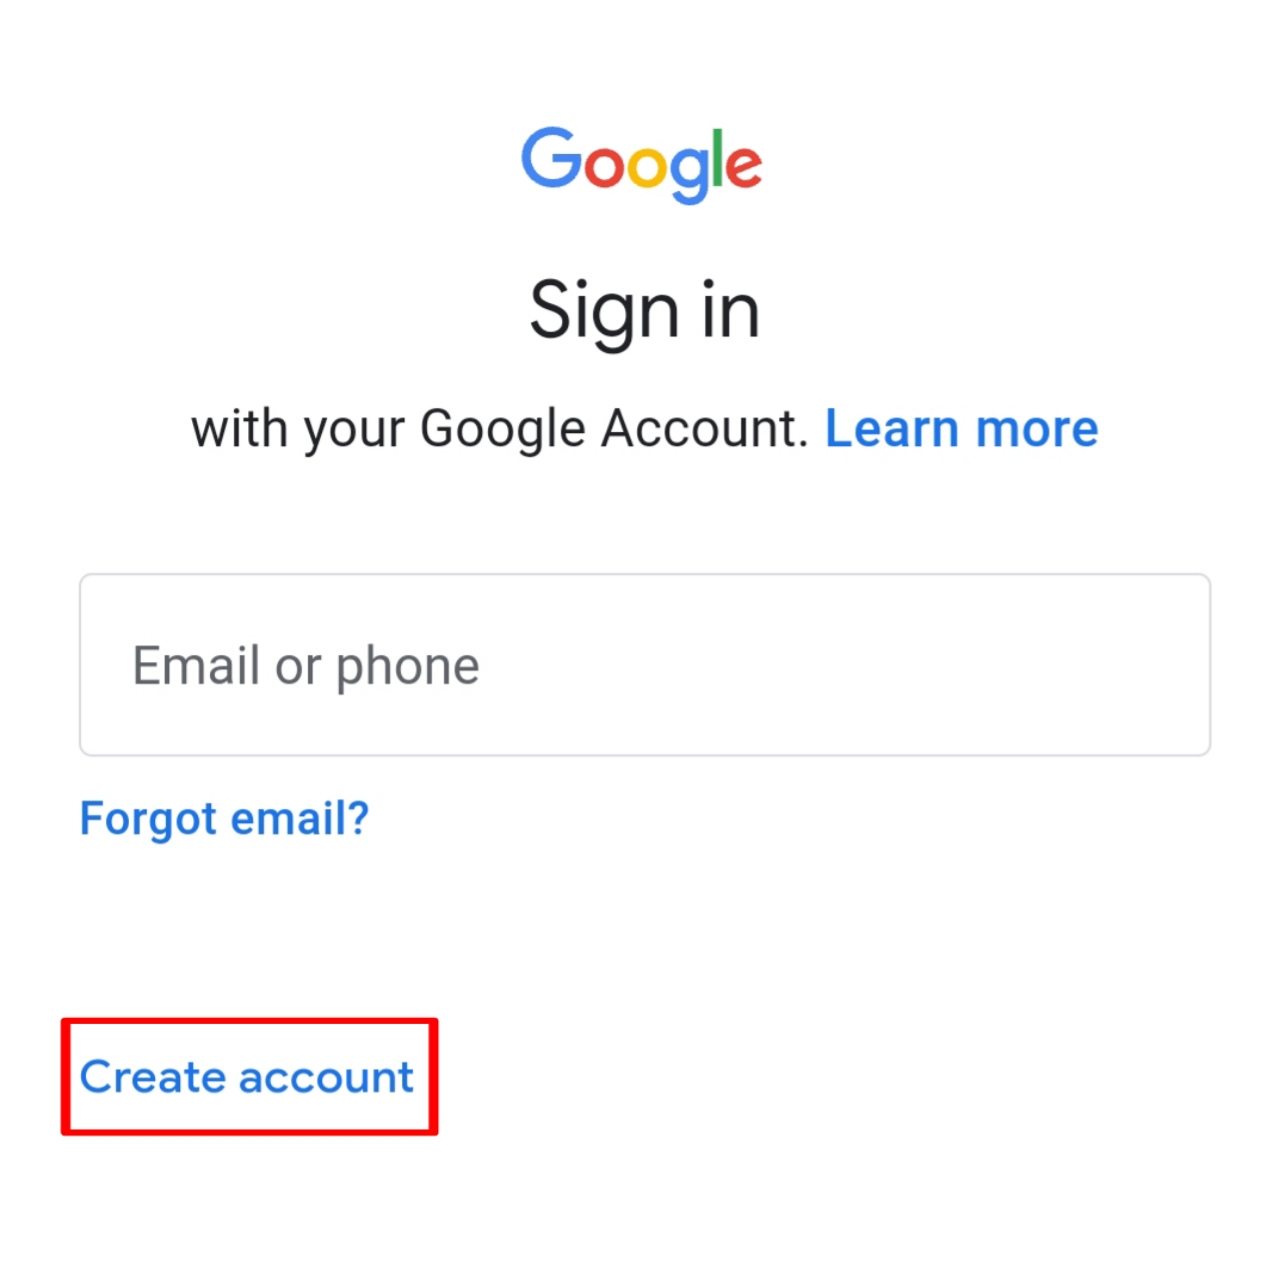 Google
Sign in
with your Google Account. Learn more
Email or phone
Forgot email?
Create account